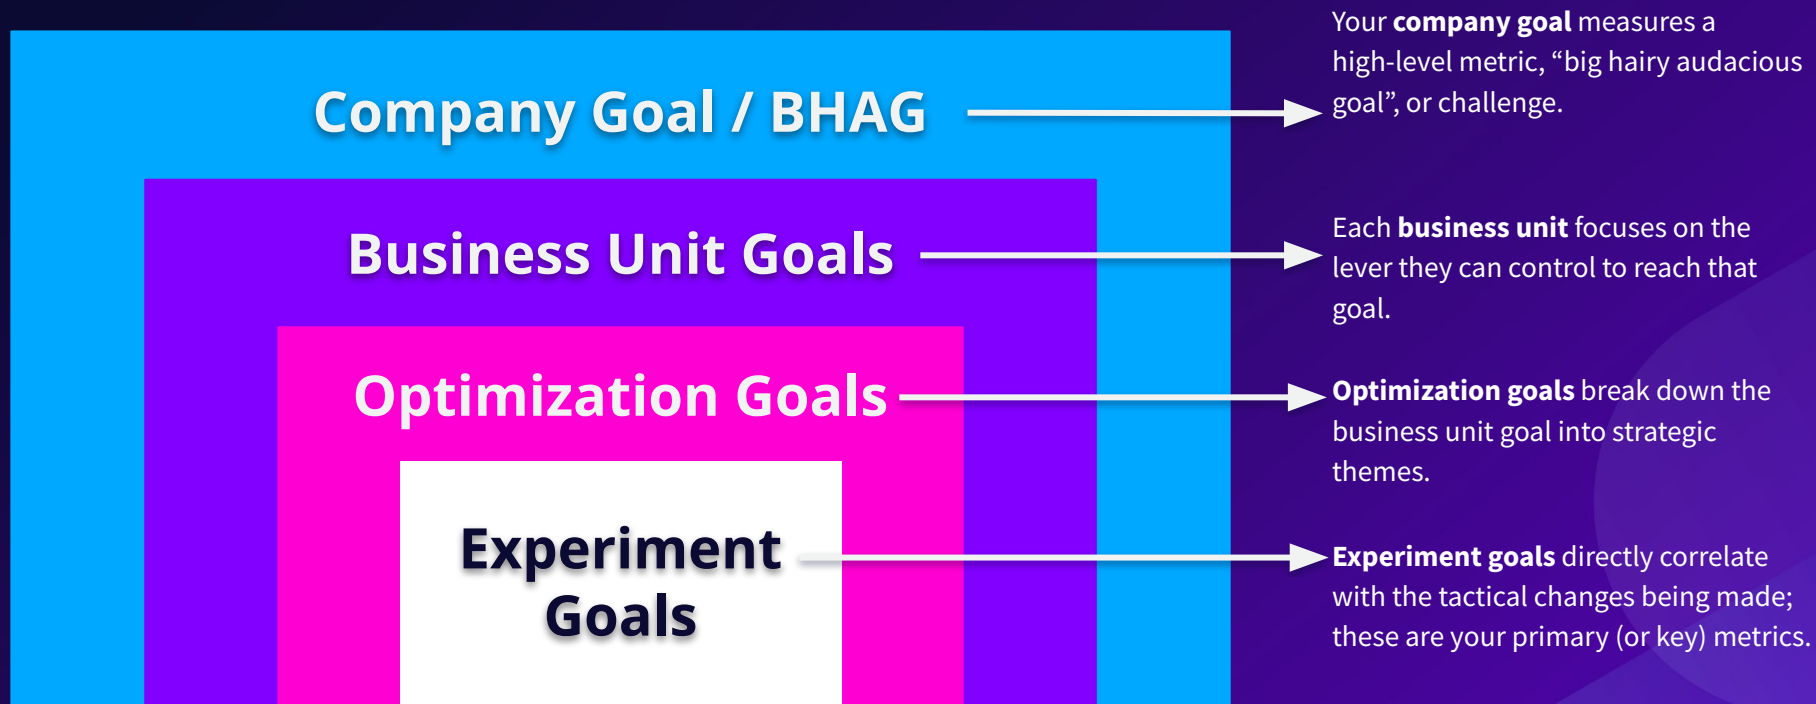 Company Goal / BHAG
Your company goal measures a
high-level metric, “big hairy audacious
goal”, or challenge.
Business Unit Goals
Each business unit focuses on the
lever they can control to reach that
goal.
Optimization Goals
Optimization goals break down the
business unit goal into strategic
themes.
Experiment
Goals
Experiment goals directly correlate
with the tactical changes being made;
these are your primary (or key) metrics.